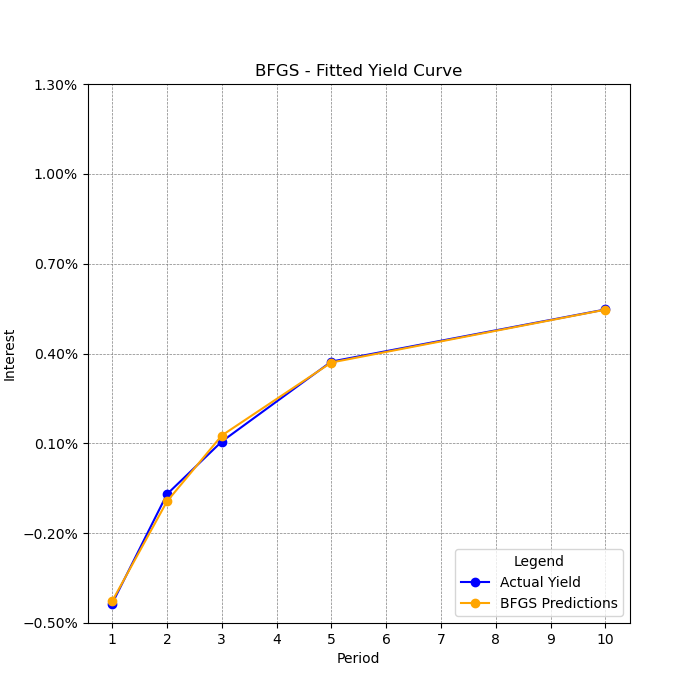 BFGS - Fitted Yield Curve
1.30%
1.00%
0.70%
0.40%
0.10%
−0.20%
−0.50%
Interest
Legend
Actual Yield
BFGS Predictions
1 2 3 4 5 6 7 8 9 10
Period